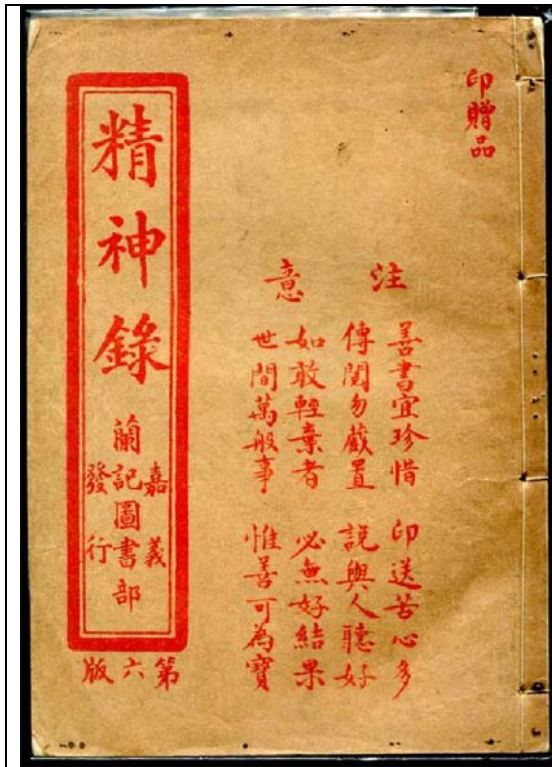 印贈品
注意
善書宜珍惜 印送苦心多
傳閱勿藏置 說與人聽好
如敢輕棄者 必無好結果
世間萬般事 惟善可為寶
精神錄
嘉義
蘭記圖書部
發行
第六版